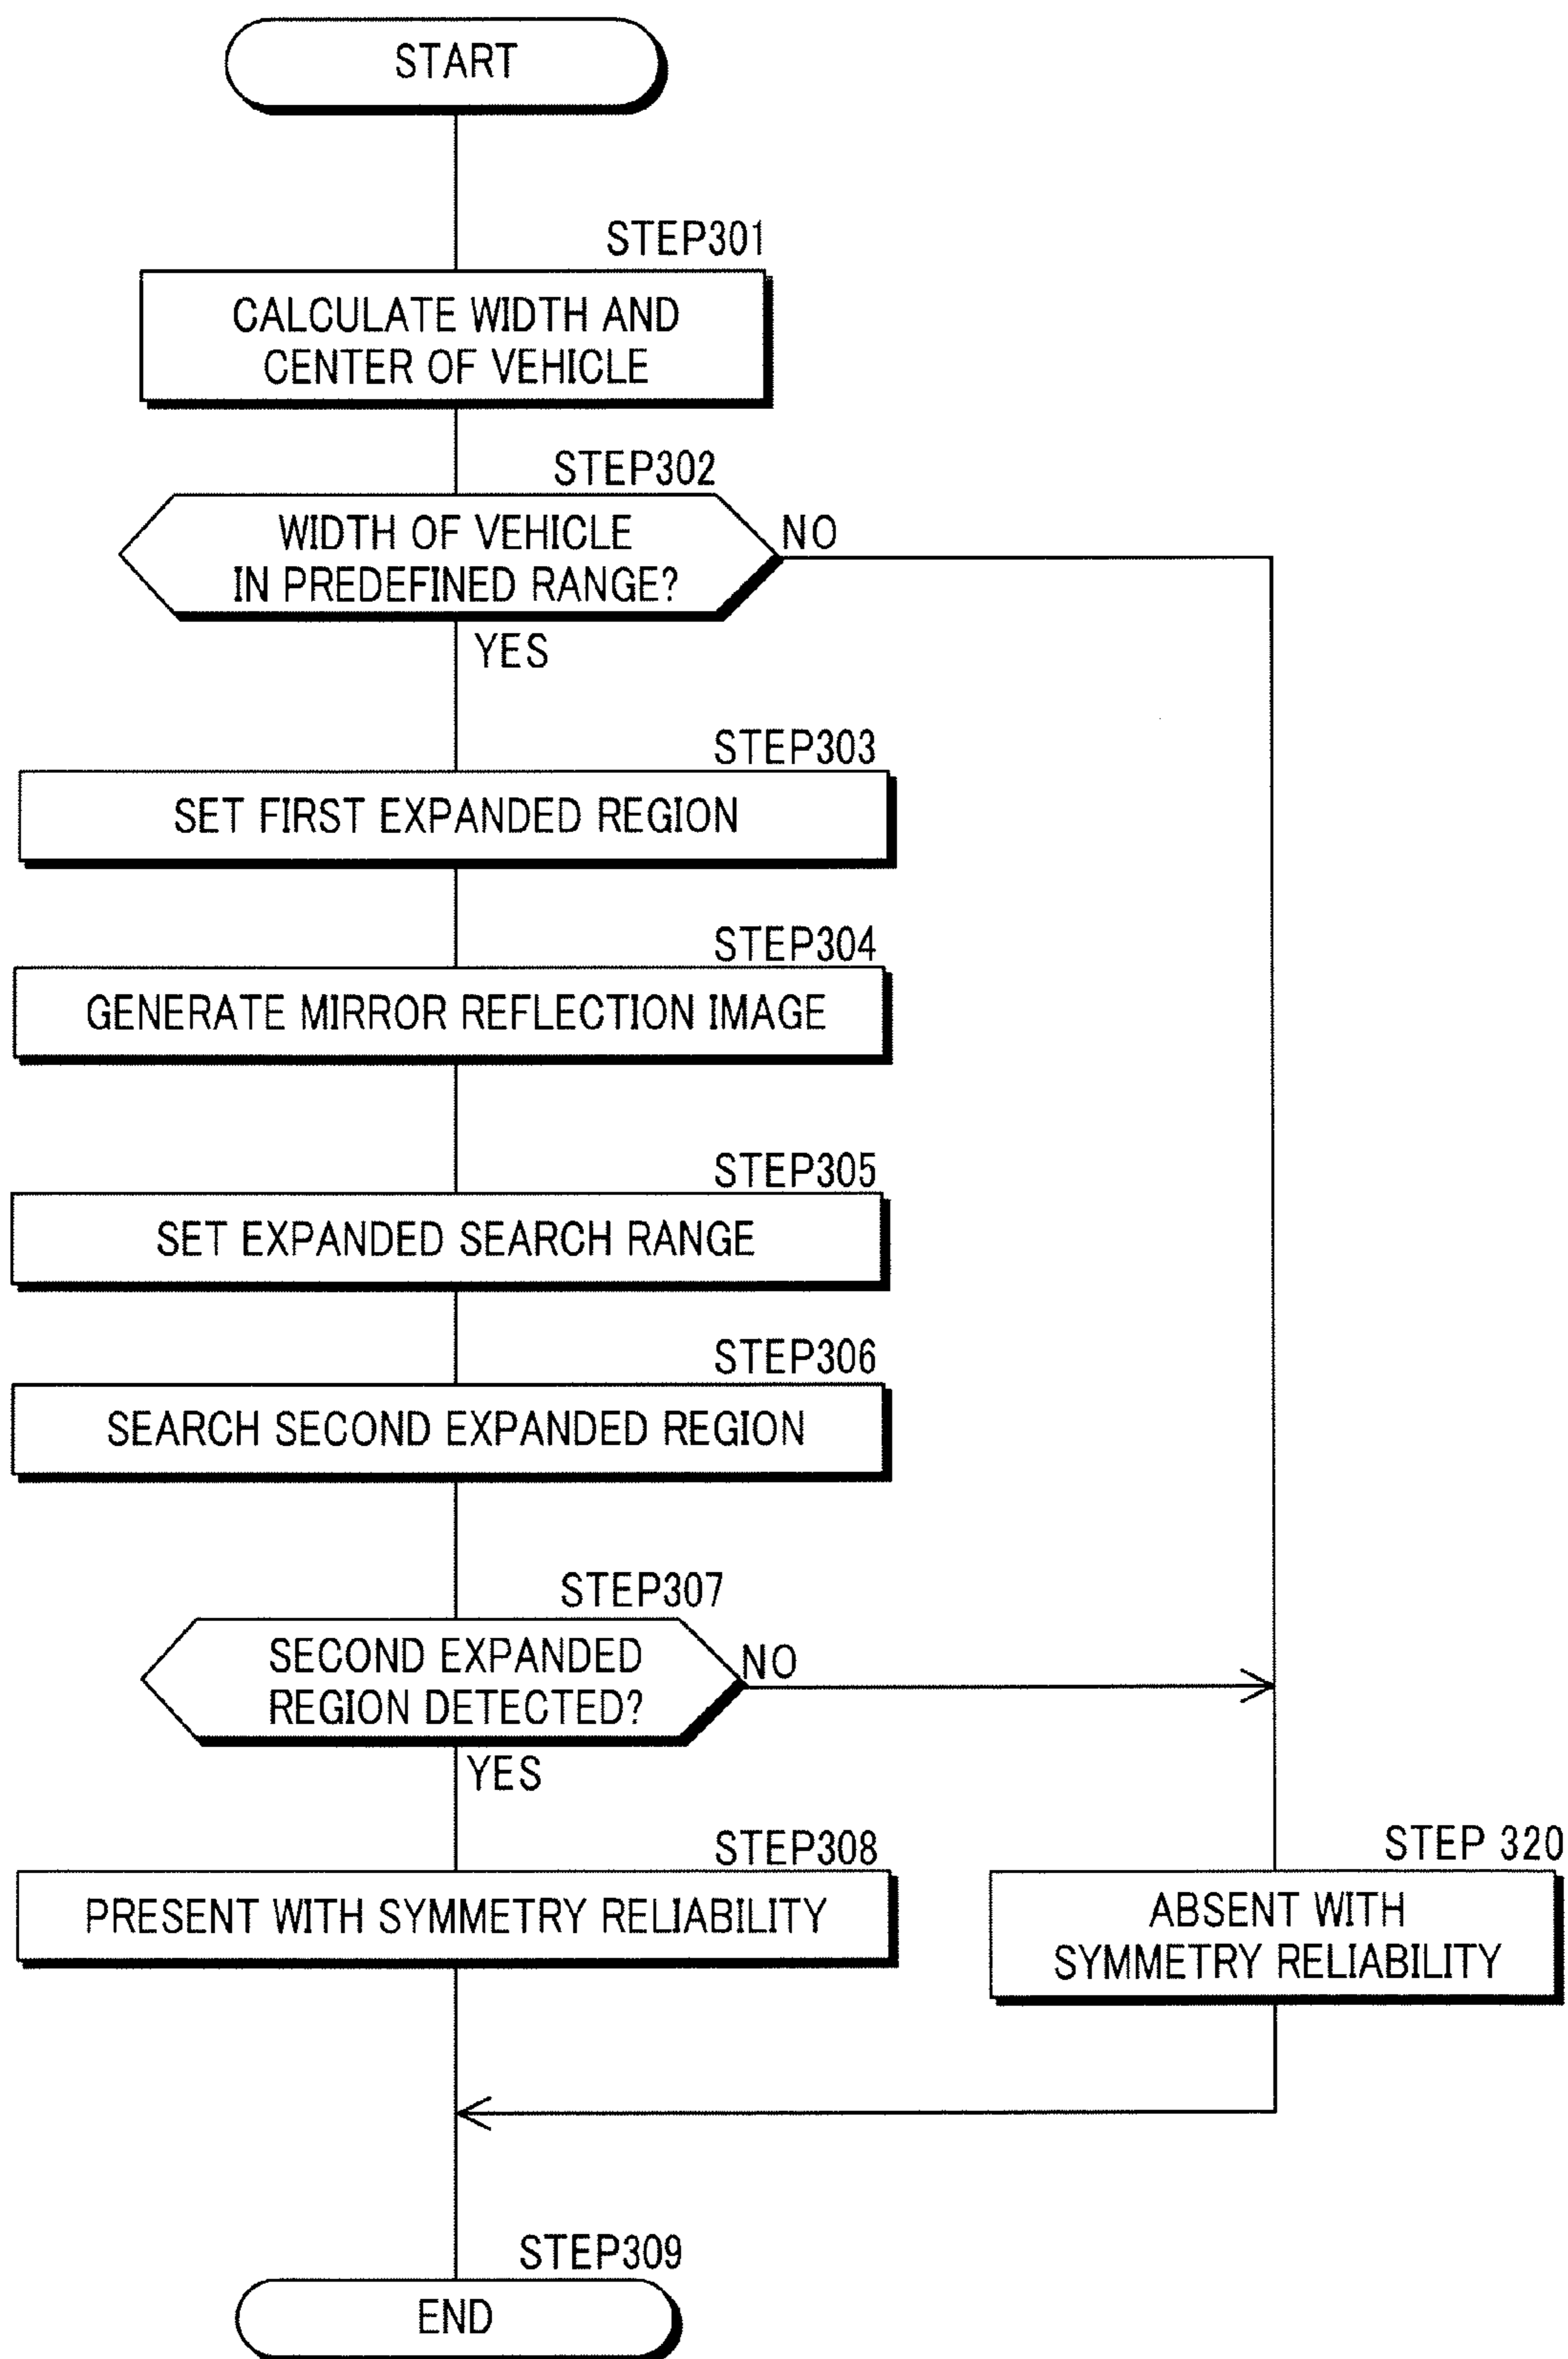 START
STEP301
CALCULATE WIDTH AND
CENTER OF VEHICLE
STEP302
WIDTH OF VEHICLE
IN PREDEFINED RANGE?
NO
YES
STEP303
SET FIRST EXPANDED REGION
STEP304
GENERATE MIRROR REFLECTION IMAGE
STEP305
SET EXPANDED SEARCH RANGE
STEP306
SEARCH SECOND EXPANDED REGION
STEP307
SECOND EXPANDED
REGION DETECTED?
NO
YES
STEP308
PRESENT WITH SYMMETRY RELIABILITY
STEP 320
ABSENT WITH
SYMMETRY RELIABILITY
STEP309
END